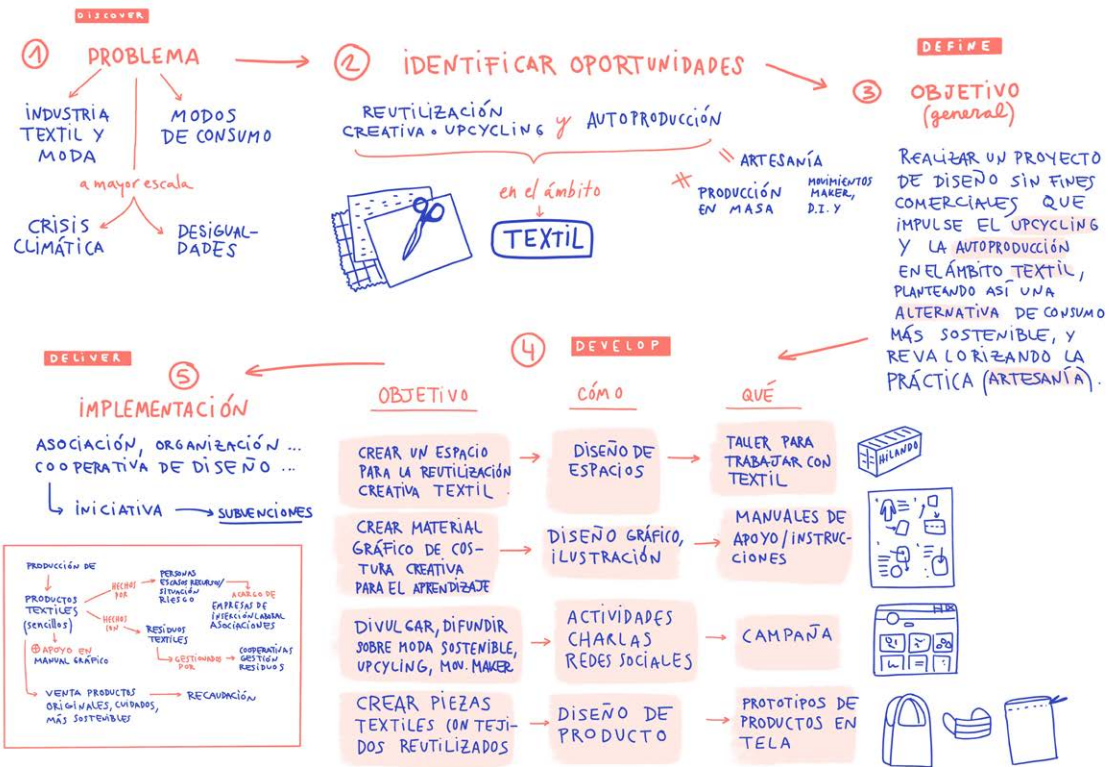 DISCOVER
1 PROBLEMA
INDUSTRIA
TEXTIL Y
MODA
MODOS
DE CONSUMO
a mayor escala
CRISIS
CLIMÁTICA
DESIGUAL-
DADES
2 IDENTIFICAR OPORTUNIDADES
REUTILIZACIÓN
CREATIVA o UPCYCLING y AUTOPRODUCCIÓN
en el ámbito
TEXTIL
ARTESANÍA
PRODUCCIÓN
EN MASA
MOVIMIENTOS
MAKER,
D.I.Y
DEFINE
3 OBJETIVO
(general)
REALIZAR UN PROYECTO
DE DISEÑO SIN FINES
COMERCIALES QUE
IMPULSE EL UPCYCLING
Y LA AUTOPRODUCCIÓN
EN EL ÁMBITO TEXTIL,
PLANTEANDO ASÍ UNA
ALTERNATIVA DE CONSUMO
MÁS SOSTENIBLE, Y
REVALORIZANDO LA
PRÁCTICA (ARTESANÍA).
4 DEVELOP
OBJETIVO
CÓMO
QUÉ
CREAR UN ESPACIO
PARA LA REUTILIZACIÓN
CREATIVA TEXTIL.
DISEÑO DE
ESPACIOS
TALLER PARA
TRABAJAR CON
TEXTIL
HILANDO
CREAR MATERIAL
GRÁFICO DE COS-
TURA CREATIVA
PARA EL APRENDIZAJE
DISEÑO GRÁFICO,
ILUSTRACIÓN
MANUALES DE
APOYO/INSTRUC-
CIONES
DIVULGAR, DIFUNDIR
SOBRE MODA SOSTENIBLE,
UPCYLING, MOV. MAKER
ACTIVIDADES
CHARLAS
REDES SOCIALES
CAMPAÑA
CREAR PIEZAS
TEXTILES CON TEJI-
DOS REUTILIZADOS
DISEÑO DE
PRODUCTO
PROTOTIPOS DE
PRODUCTOS EN
TELA
DELIVER
5
IMPLEMENTACIÓN
ASOCIACIÓN, ORGANIZACIÓN ...
COOPERATIVA DE DISEÑO ...
INICIATIVA
SUBVENCIONES
PRODUCCIÓN DE
PRODUCTOS
TEXTILES
(sencillos)
HECHOS
POR
PERSONAS
ESCASOS RECURSOS/
SITUACIÓN
RIESGO
A CARGO DE
EMPRESAS DE
INSERCIÓN LABORAL
ASOCIACIONES
HECHOS
CON
RESIDUOS
TEXTILES
GESTIONADO
POR
COOPERATIVAS
GESTIÓN
RESIDUOS
⊕ APOYO EN
MANUAL GRÁFICO
VENTA PRODUCTOS
ORIGINALES, CUIDADOS,
MÁS SOSTENIBLES
RECAUDACIÓN